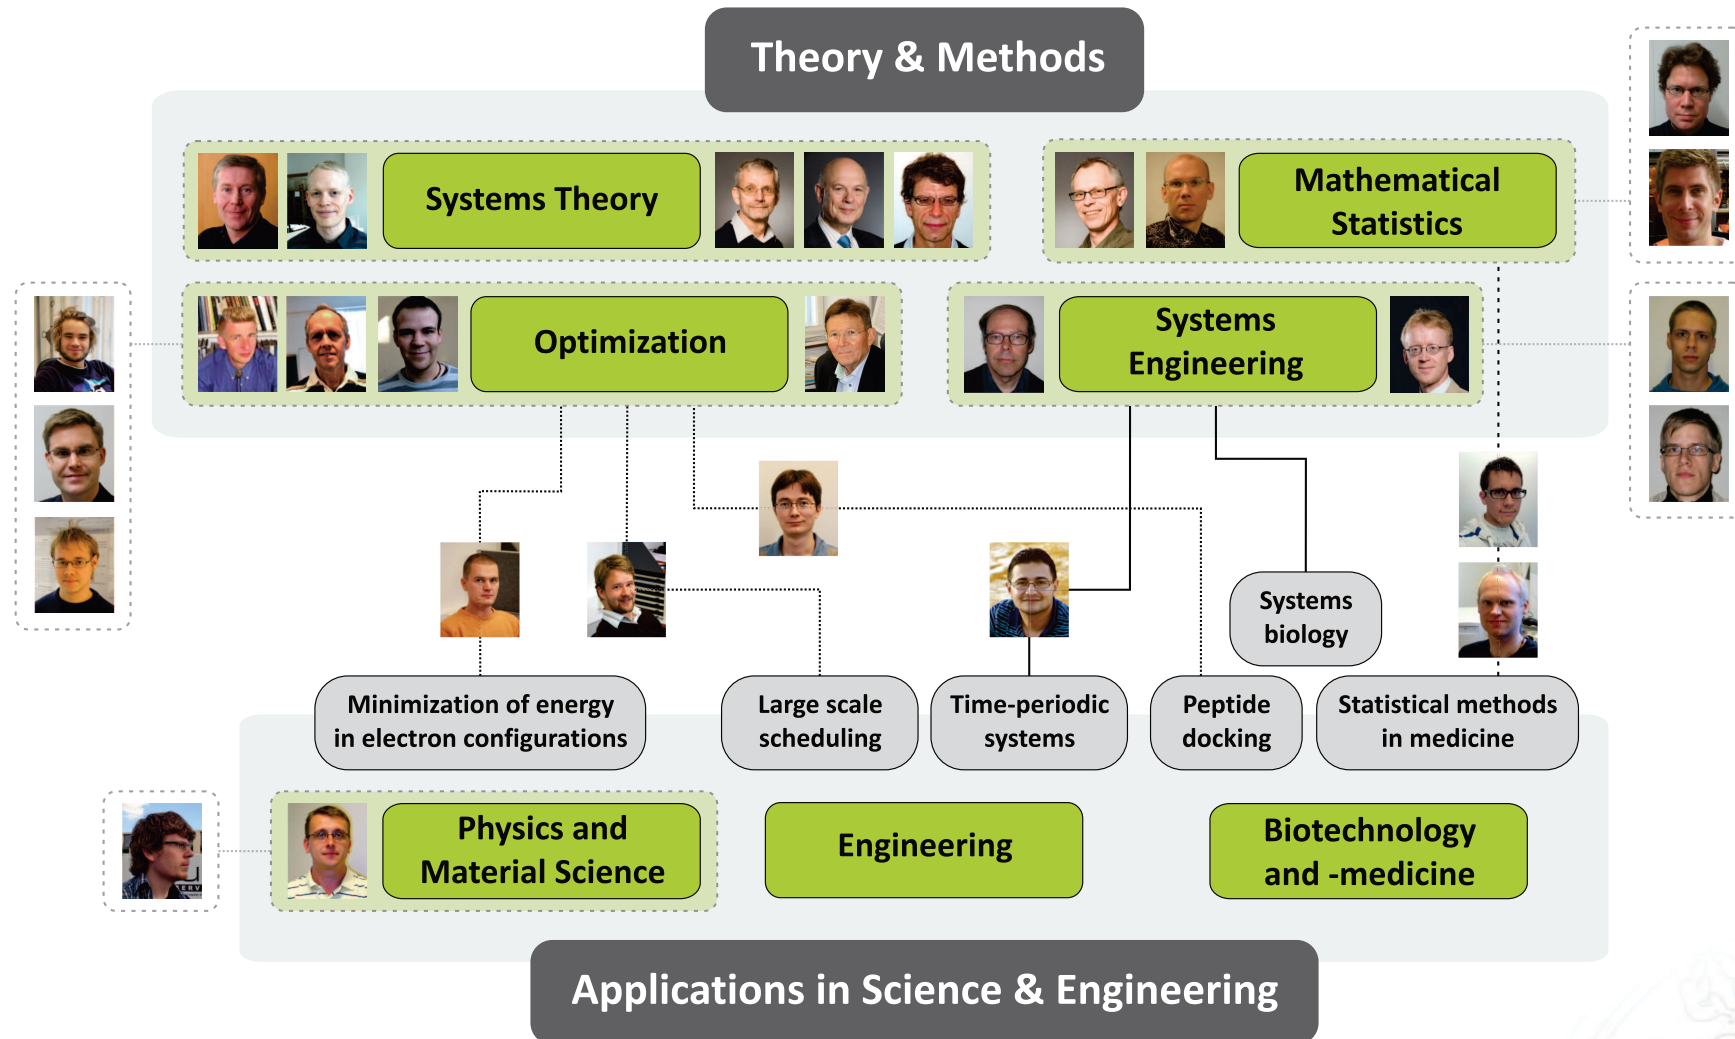 Theory & Methods
Systems Theory
Mathematical
Statistics
Optimization
Systems
Engineering
Systems
biology
Minimization of energy
in electron configurations
Large scale
scheduling
Time-periodic
systems
Peptide
docking
Statistical methods
in medicine
Physics and
Material Science
Engineering
Biotechnology
and -medicine
Applications in Science & Engineering